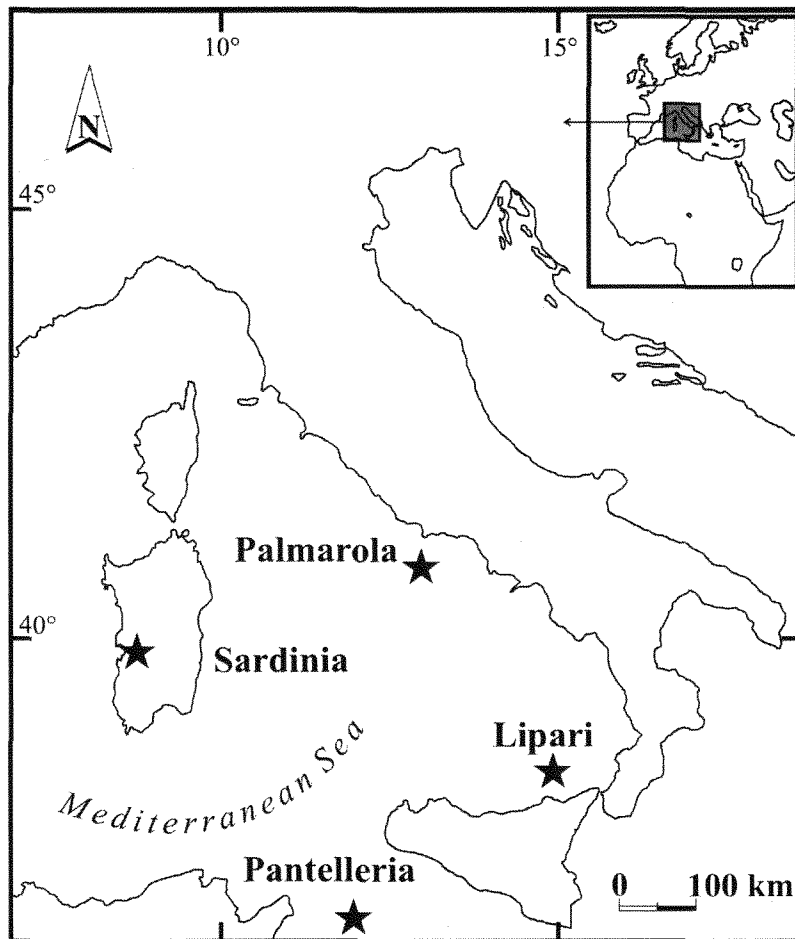 10°
15°
N
45°
Palmarola
40°
Sardinia
Lipari
Mediterranean Sea
Pantelleria
0 100 km